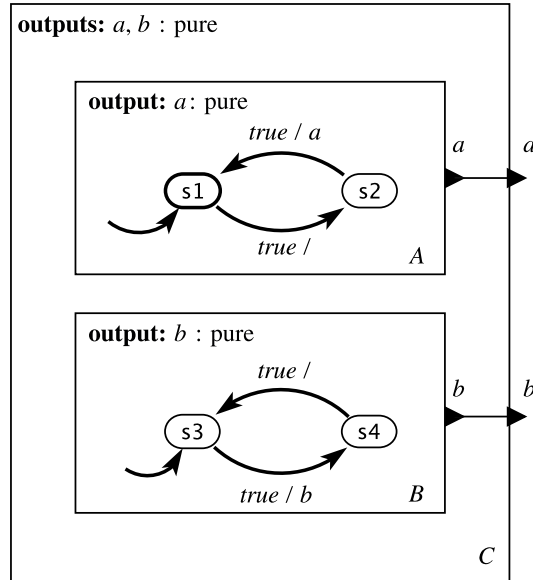 outputs: a, b : pure
output: a: pure
true / a
a
a
s1
s2
true /
A
output: b : pure
true /
b
b
s3
s4
true / b
B
C